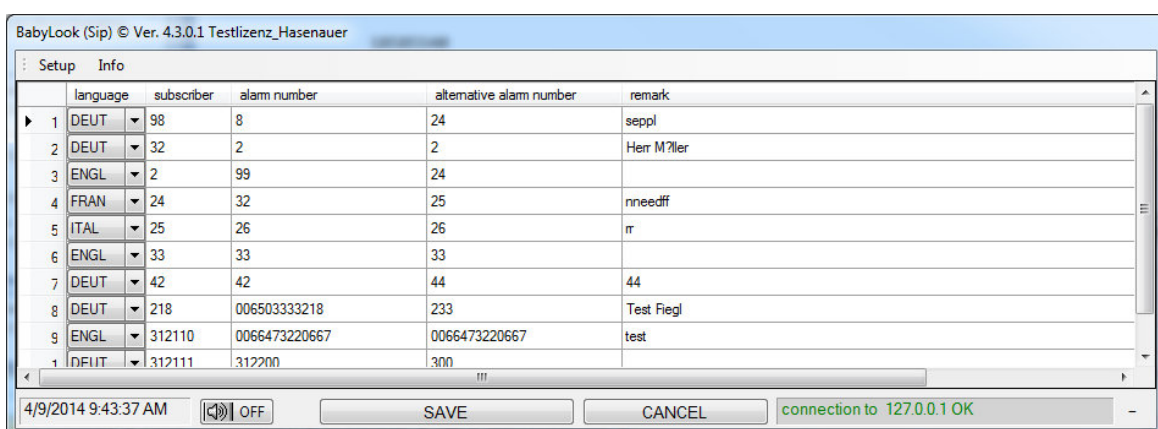 BabyLook (Sip) © Ver. 4.3.0.1 Testlizenz_Hasenauer
Setup Info
language subscriber alarm number alternative alarm number remark
1 DEUT 98 8 24 seppl
2 DEUT 32 2 2 Herr M?ller
3 ENGL 2 99 24
4 FRAN 24 32 25 nneedff
5 ITAL 25 26 26 rr
6 ENGL 33 33 33
7 DEUT 42 42 44 44
8 DEUT 218 006503333218 233 Test Fiegl
9 ENGL 312110 0066473220667 0066473220667 test
1 DEUT 312111 312200 300
4/9/2014 9:43:37 AM OFF SAVE CANCEL connection to 127.0.0.1 OK